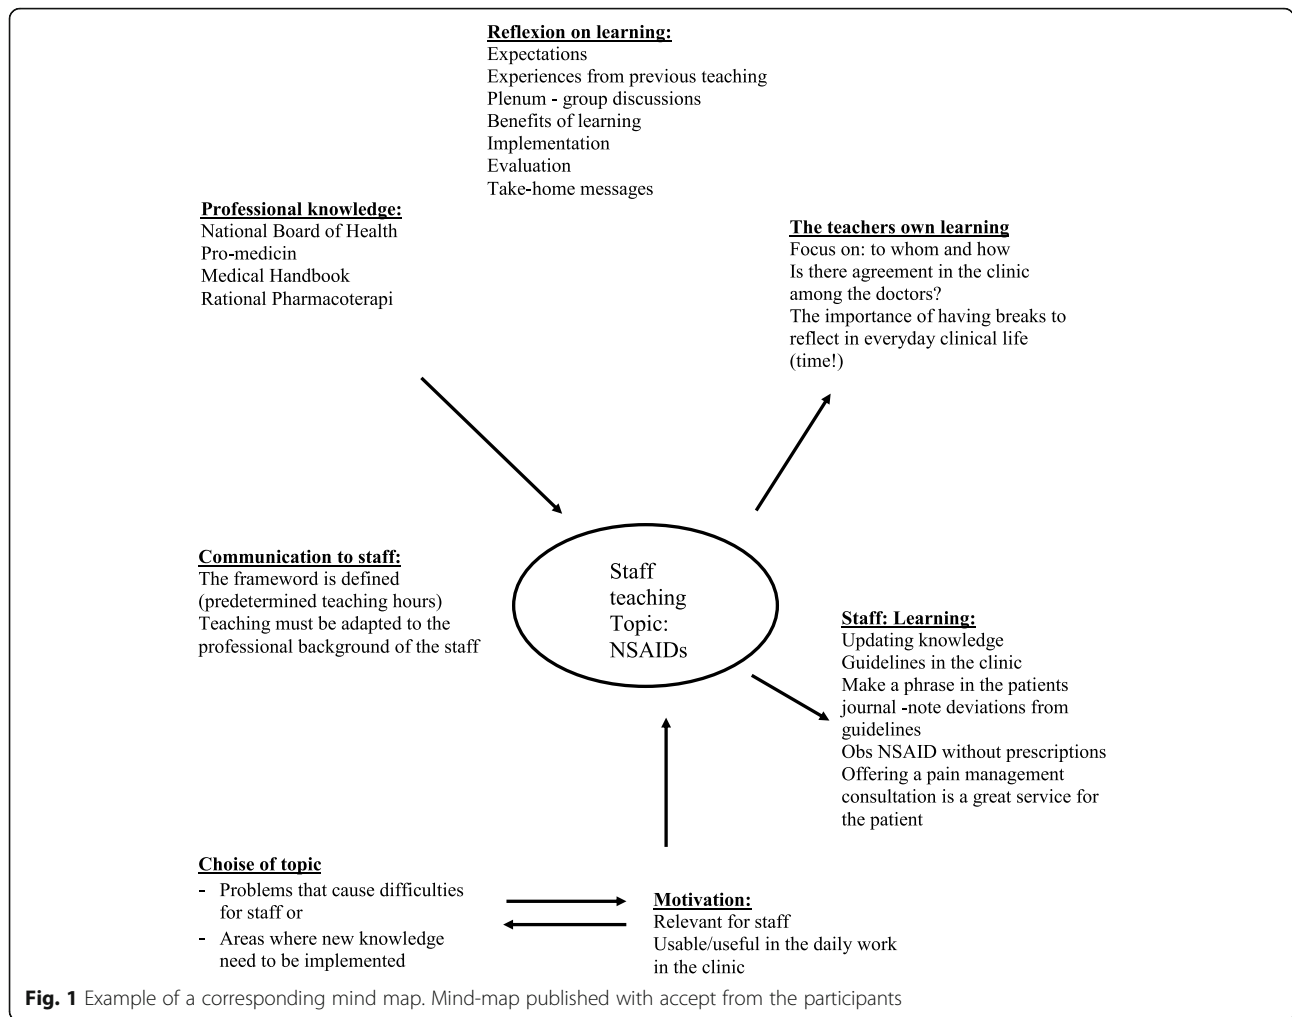 Reflexion on learning:
Expectations
Experiences from previous teaching
Plenum - group discussions
Benefits of learning
Implementation
Evaluation
Take-home messages
Professional knowledge:
National Board of Health
Pro-medicin
Medical Handbook
Rational Pharmacoterapi
The teachers own learning
Focus on: to whom and how
Is there agreement in the clinic
among the doctors?
The importance of having breaks to
reflect in everyday clinical life
(time!)
Communication to staff:
The frameword is defined
(predetermined teaching hours)
Teaching must be adapted to the
professional background of the staff
Staff
teaching
Topic:
NSAIDs
Staff: Learning:
Updating knowledge
Guidelines in the clinic
Make a phrase in the patients
journal -note deviations from
guidelines
Obs NSAID without prescriptions
Offering a pain management
consultation is a great service for
the patient
Choise of topic
- Problems that cause difficulties
for staff or
- Areas where new knowledge
need to be implemented
Motivation:
Relevant for staff
Usable/useful in the daily work
in the clinic
Fig. 1 Example of a corresponding mind map. Mind-map published with accept from the participants